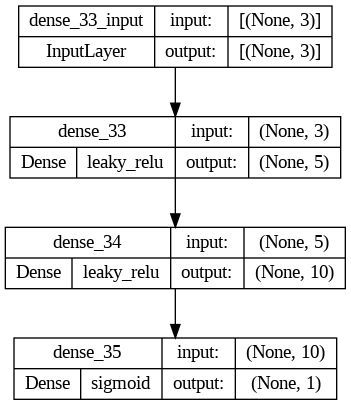 dense_33_input input: [(None, 3)]
InputLayer output: [(None, 3)]
dense_33 input: (None, 3)
Dense leaky_relu output: (None, 5)
dense_34 input: (None, 5)
Dense leaky_relu output: (None, 10)
dense_35 input: (None, 10)
Dense sigmoid output: (None, 1)